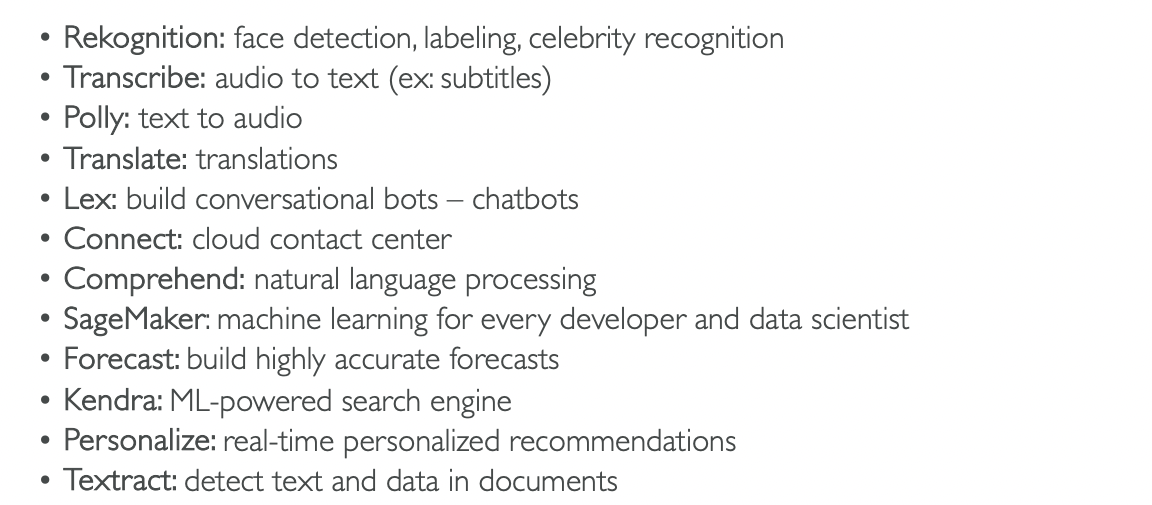 • Rekognition: face detection, labeling, celebrity recognition
• Transcribe: audio to text (ex: subtitles)
• Polly: text to audio
• Translate: translations
• Lex: build conversational bots – chatbots
• Connect: cloud contact center
• Comprehend: natural language processing
• SageMaker: machine learning for every developer and data scientist
• Forecast: build highly accurate forecasts
• Kendra: ML-powered search engine
• Personalize: real-time personalized recommendations
• Textract: detect text and data in documents